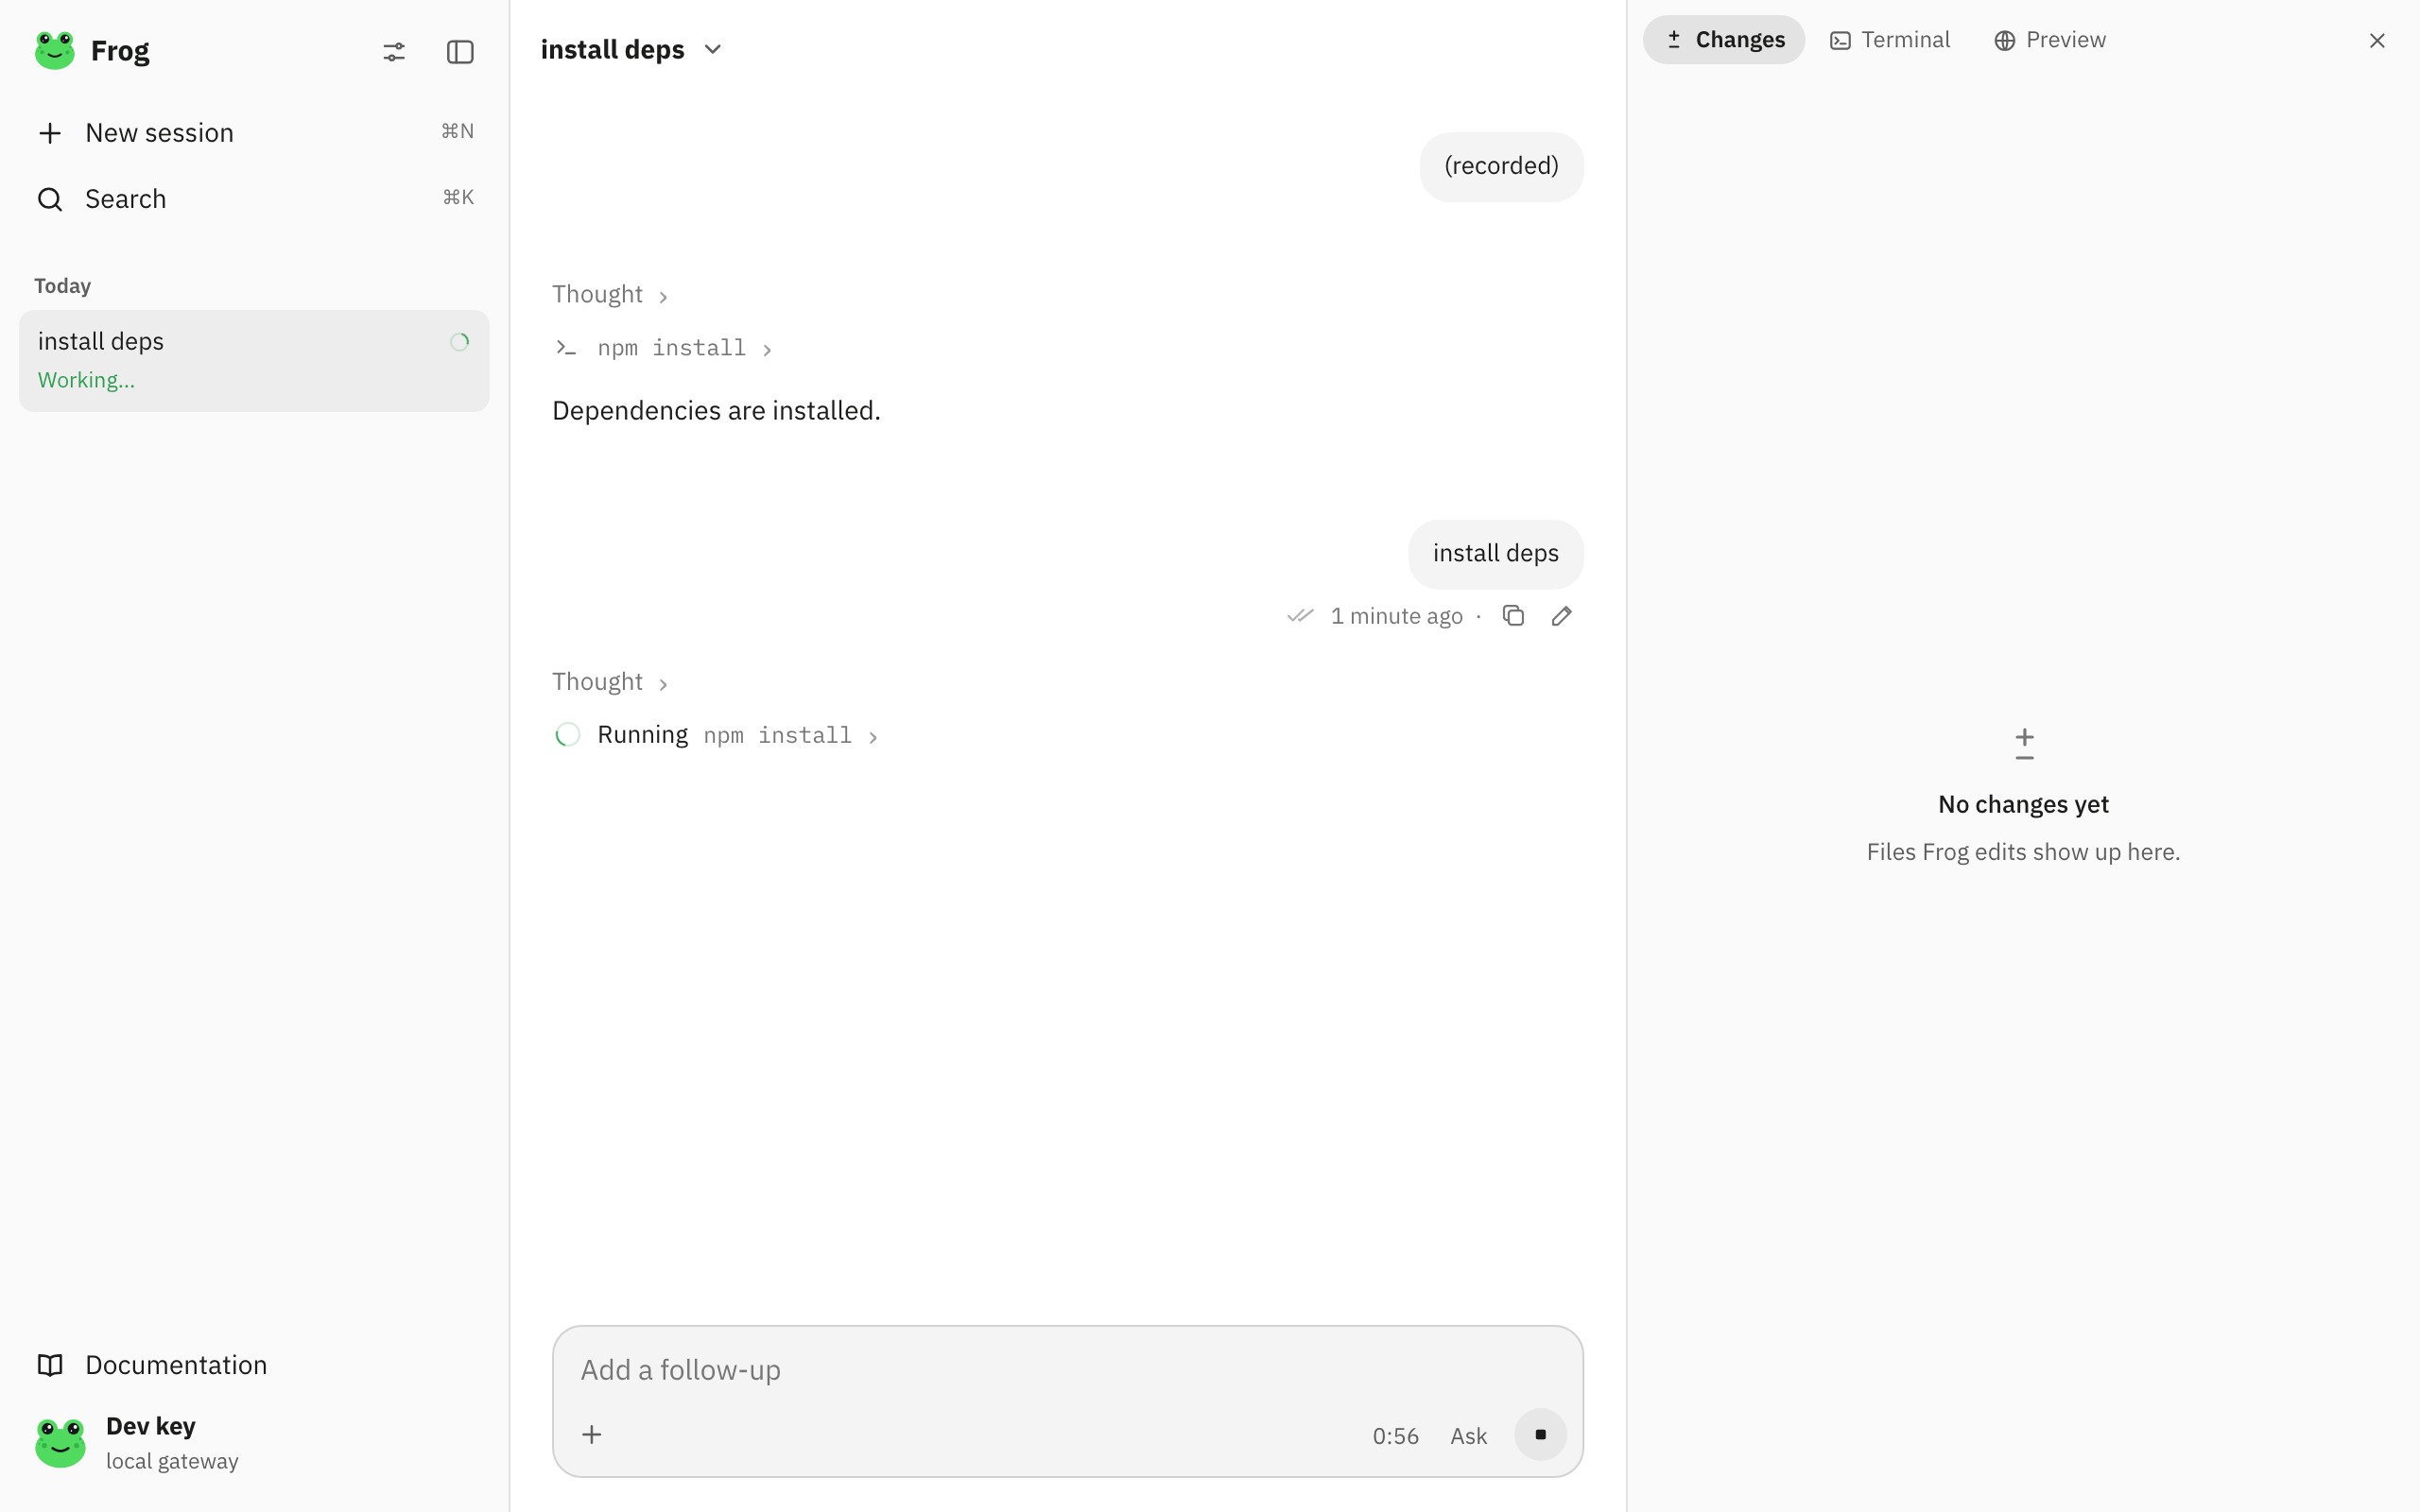 Frog
New session ⌘N
Search ⌘K
Today
install deps
Working...
Documentation
Dev key
local gateway
install deps
(recorded)
Thought
npm install
Dependencies are installed.
install deps
1 minute ago ·
Thought
Running npm install
Add a follow-up
0:56 Ask
Changes Terminal Preview
No changes yet
Files Frog edits show up here.